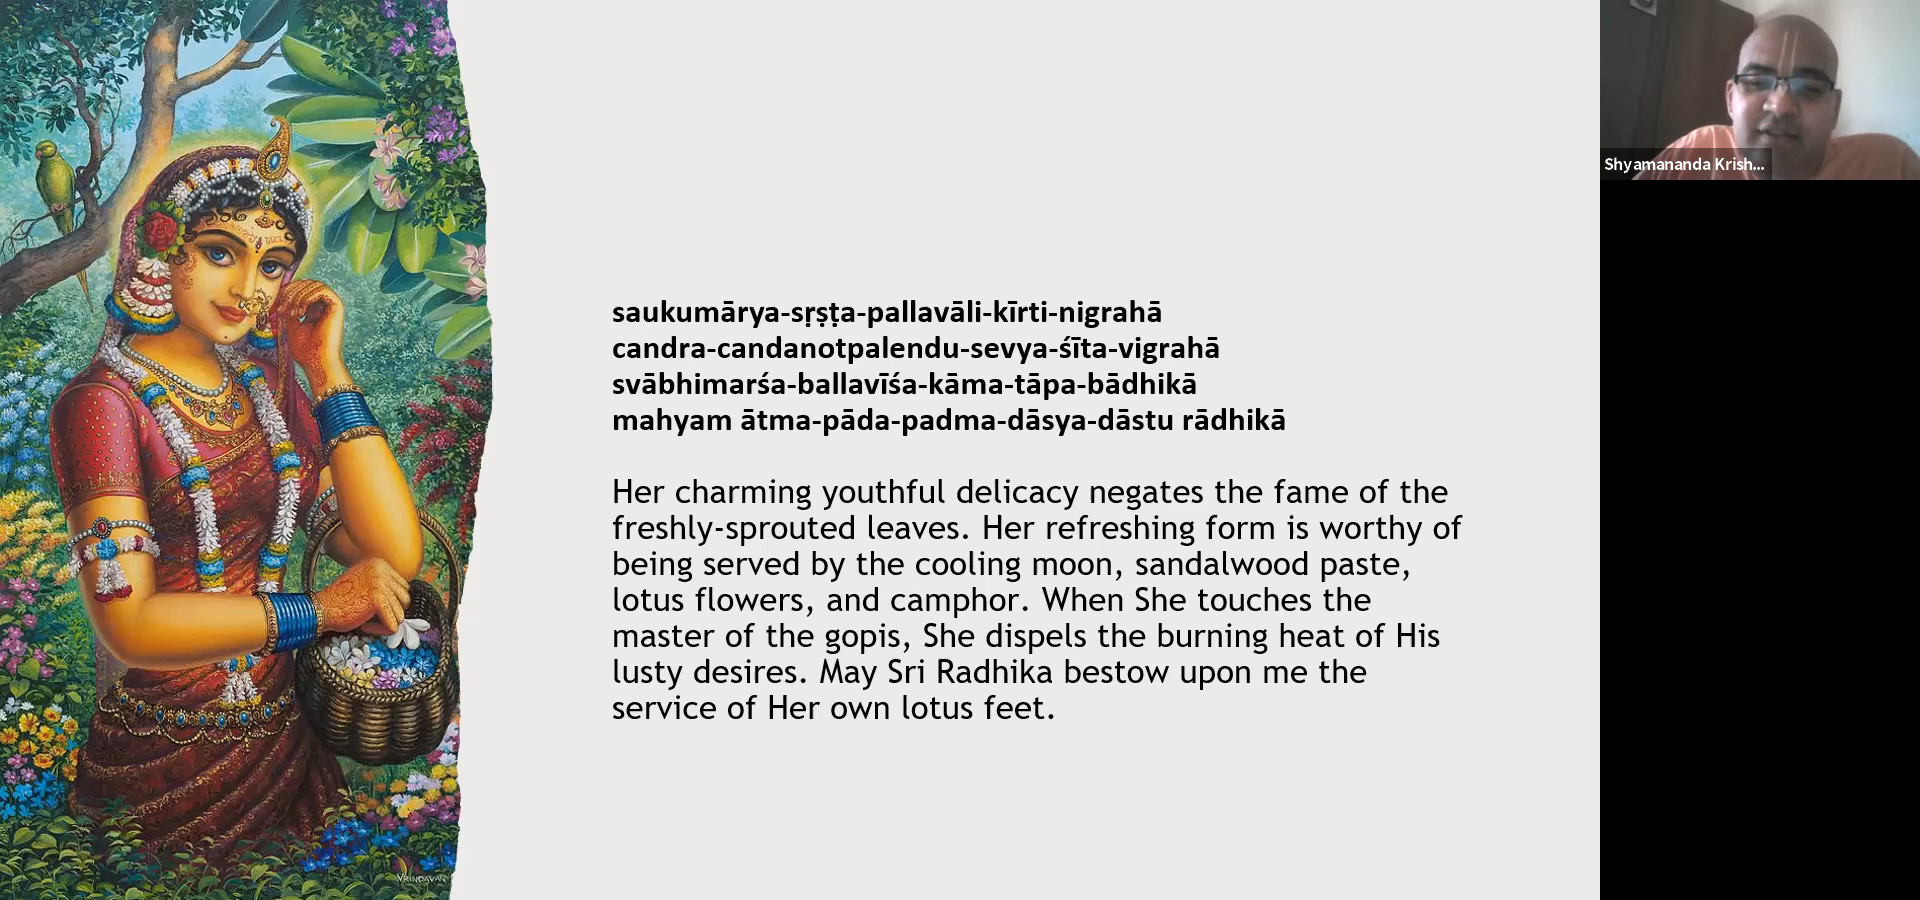 saukumārya-sṛṣṭa-pallavāli-kīrti-nigrahā
candra-candanotpalendu-sevya-śīta-vigrahā
svābhimarśa-ballavīśa-kāma-tāpa-bādhikā
mahyam ātma-pāda-padma-dāsya-dāstu rādhikā
Her charming youthful delicacy negates the fame of the
freshly-sprouted leaves. Her refreshing form is worthy of
being served by the cooling moon, sandalwood paste,
lotus flowers, and camphor. When She touches the
master of the gopis, She dispels the burning heat of His
lusty desires. May Sri Radhika bestow upon me the
service of Her own lotus feet.
Shyamananda Krish...
VRINDAVAN